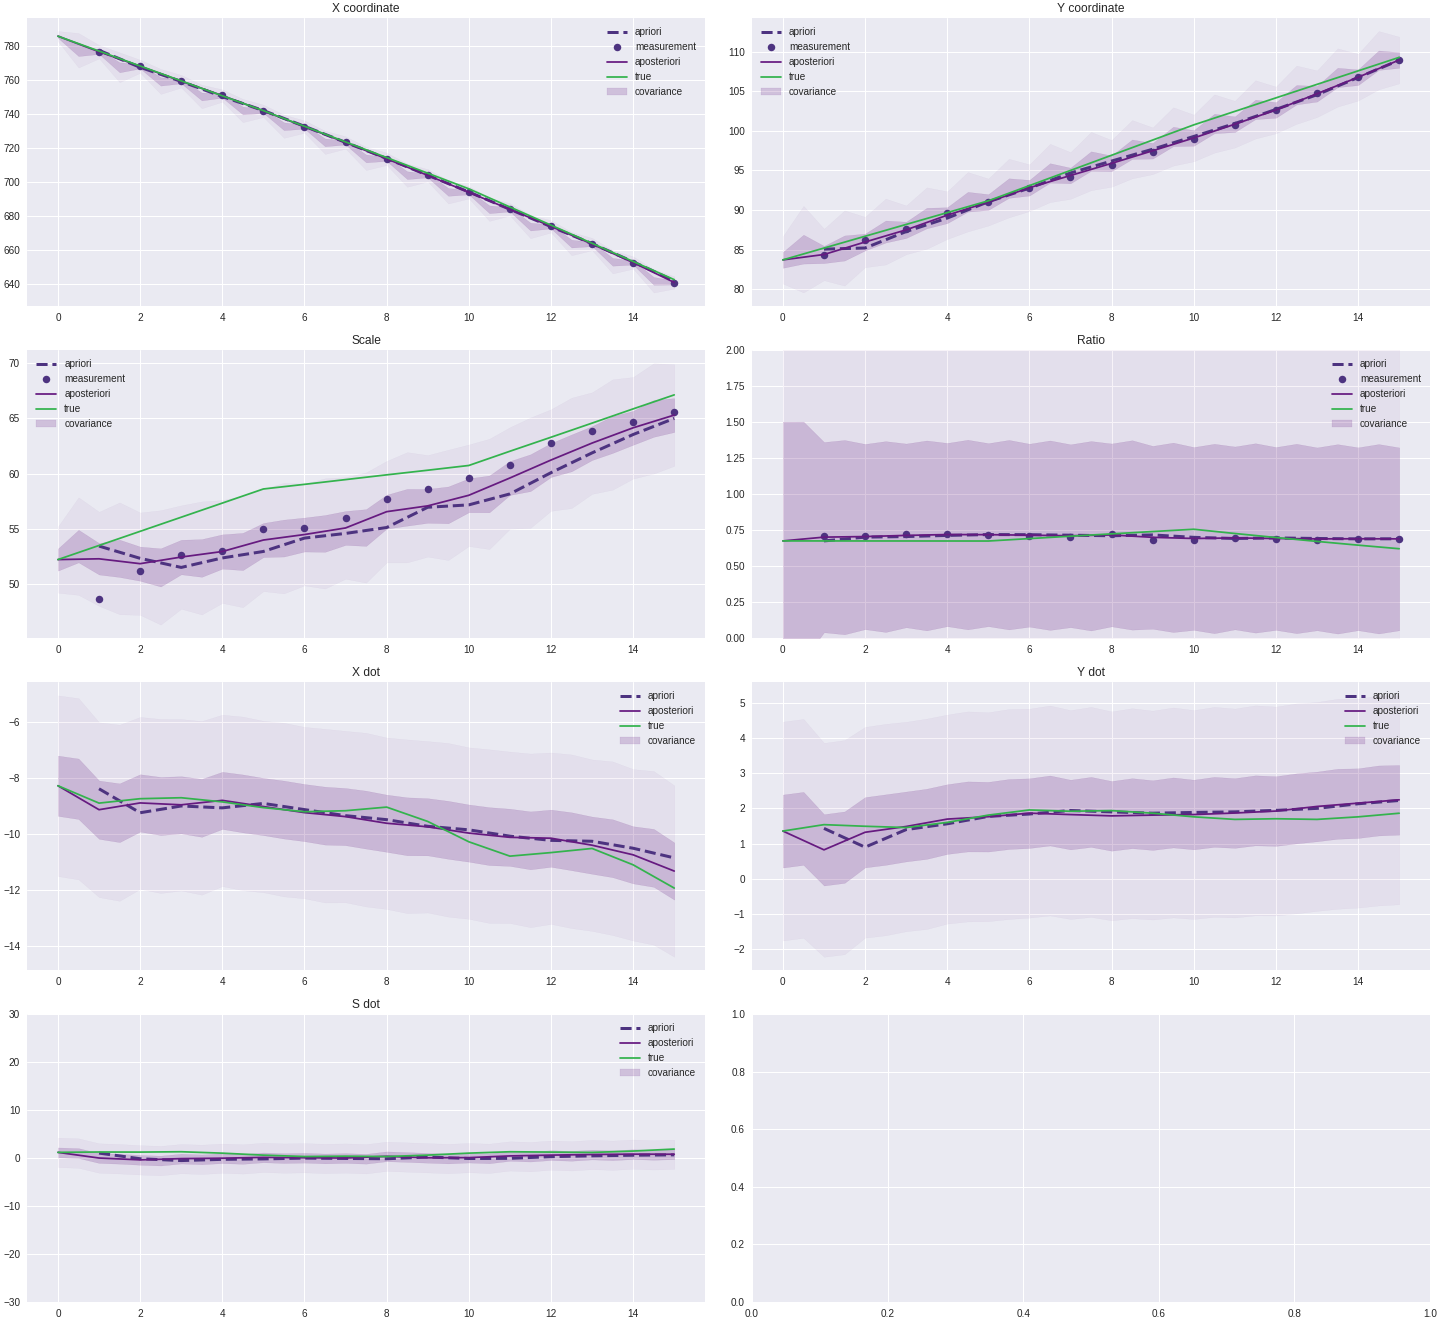 X coordinate
780
760
740
720
700
680
660
640
0 2 4 6 8 10 12 14
apriori
measurement
aposteriori
true
covariance
Y coordinate
110
105
100
95
90
85
80
0 2 4 6 8 10 12 14
apriori
measurement
aposteriori
true
covariance
Scale
70
65
60
55
50
0 2 4 6 8 10 12 14
apriori
measurement
aposteriori
true
covariance
Ratio
2.00
1.75
1.50
1.25
1.00
0.75
0.50
0.25
0.00
0 2 4 6 8 10 12 14
apriori
measurement
aposteriori
true
covariance
X dot
−6
−8
−10
−12
−14
0 2 4 6 8 10 12 14
apriori
aposteriori
true
covariance
Y dot
5
4
3
2
1
0
−1
−2
0 2 4 6 8 10 12 14
apriori
aposteriori
true
covariance
S dot
30
20
10
0
−10
−20
−30
0 2 4 6 8 10 12 14
apriori
aposteriori
true
covariance
1.0
0.8
0.6
0.4
0.2
0.0
0.0 0.2 0.4 0.6 0.8 1.0